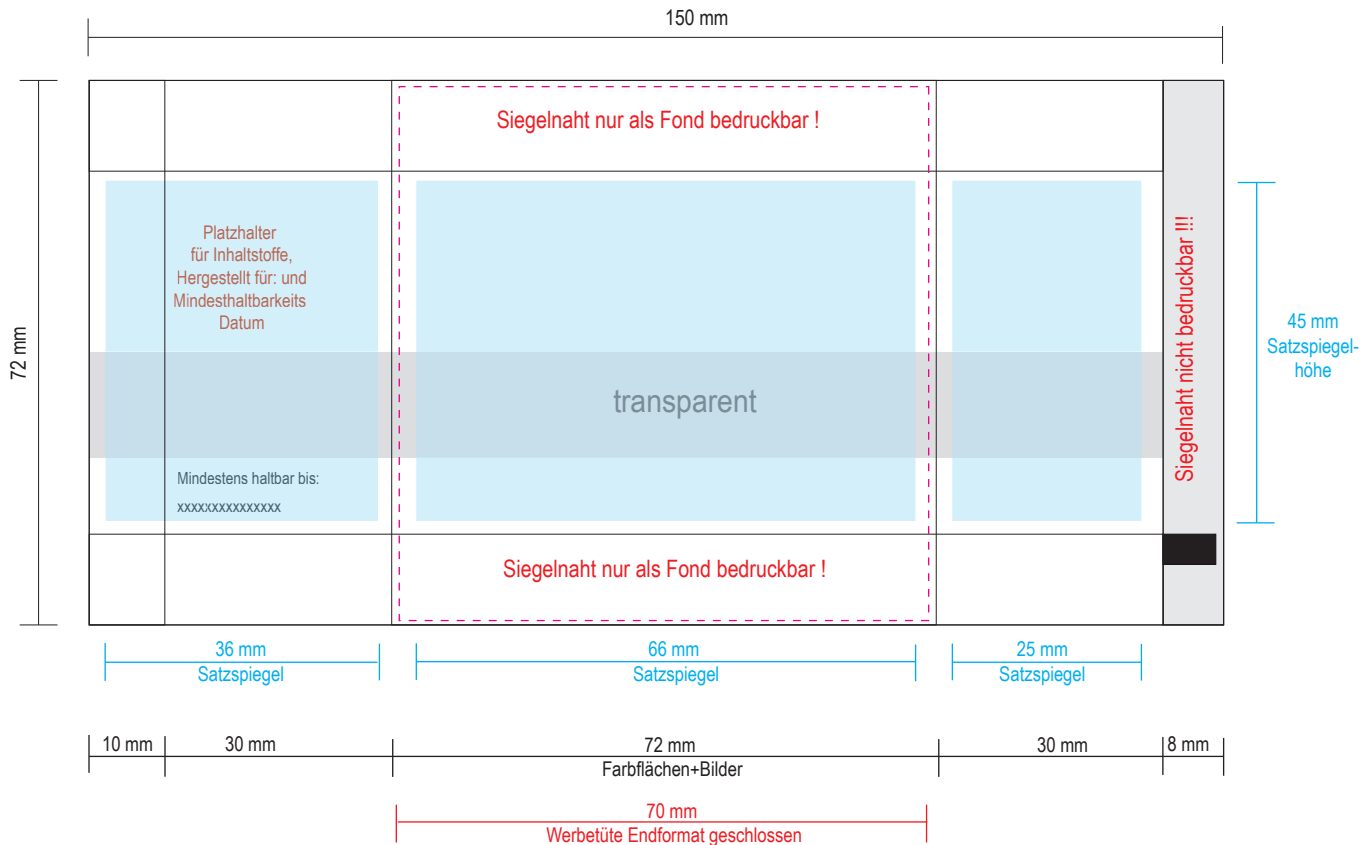 150 mm
Siegelnaht nur als Fond bedruckbar !
72 mm
Platzhalter
für Inhaltstoffe,
Hergestellt für: und
Mindesthaltbarkeits
Datum
Siegelnaht nicht bedruckbar !!!
45 mm
Satzspiegel-
höhe
transparent
Mindestens haltbar bis:
xxxxxxxxxxxxxxx
Siegelnaht nur als Fond bedruckbar !
36 mm
Satzspiegel
66 mm
Satzspiegel
25 mm
Satzspiegel
10 mm
30 mm
72 mm
30 mm
8 mm
Farbflächen+Bilder
70 mm
Werbetüte Endformat geschlossen